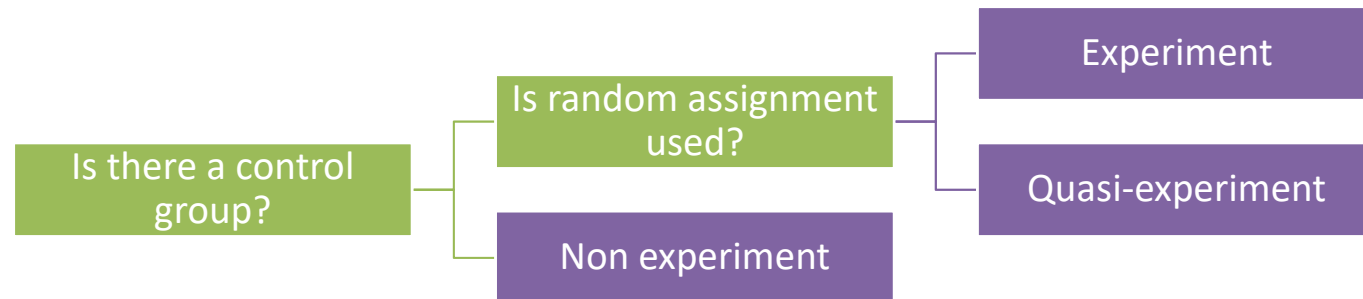 Is there a control
group?
Is random assignment
used?
Non experiment
Experiment
Quasi-experiment